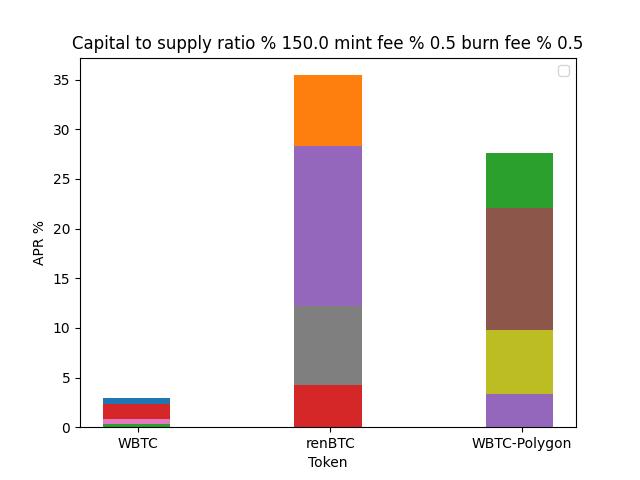 Capital to supply ratio % 150.0 mint fee % 0.5 burn fee % 0.5
35
30
25
20
15
10
5
0
APR %
WBTC
renBTC
WBTC-Polygon
Token